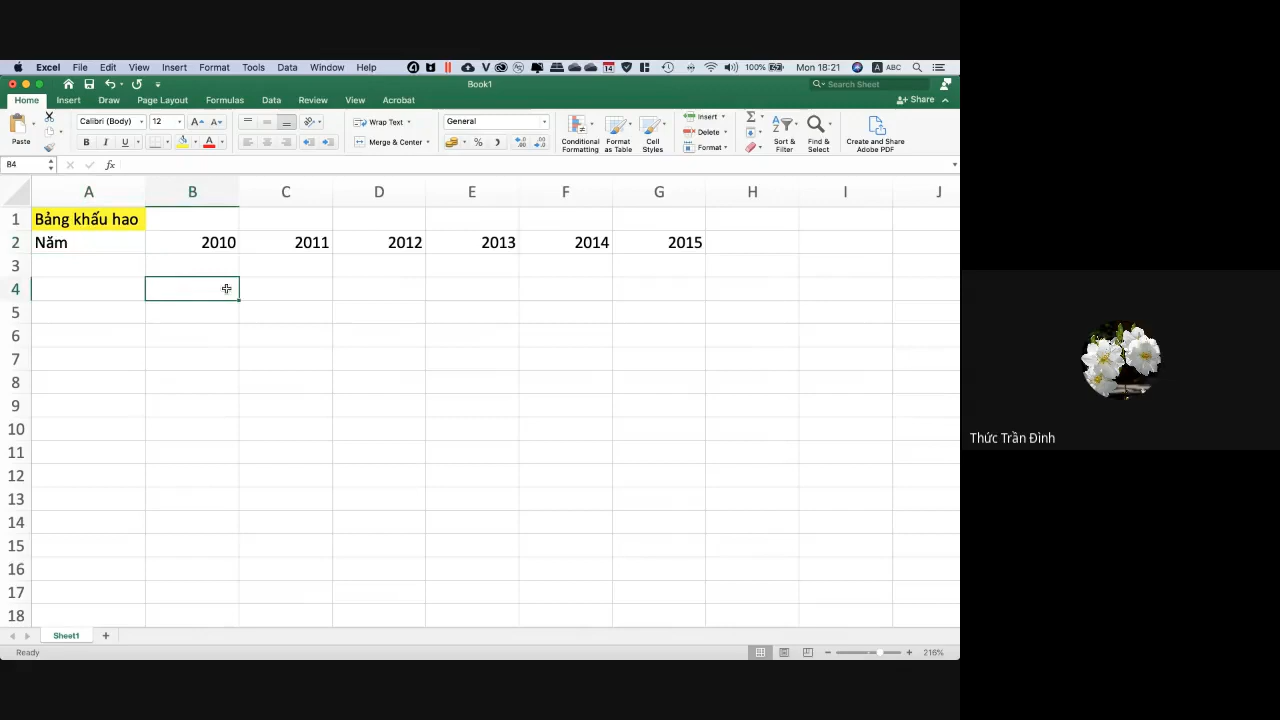 Excel File Edit View Insert Format Tools Data Window Help 100% Mon 18:21 A ABC
Book1
Search Sheet
Home Insert Draw Page Layout Formulas Data Review View Acrobat
Share
Paste
Calibri (Body) 12
B I U
Wrap Text
Merge & Center
General
Conditional Formatting
Format as Table
Cell Styles
Insert
Delete
Format
Sort & Filter
Find & Select
Create and Share Adobe PDF
B4 fx
A B C D E F G H I J
1 Bảng khấu hao
2 Năm 2010 2011 2012 2013 2014 2015
3
4
5
6
7
8
9
10
11
12
13
14
15
16
17
18
Sheet1
Ready
216%
Thức Trần Đình